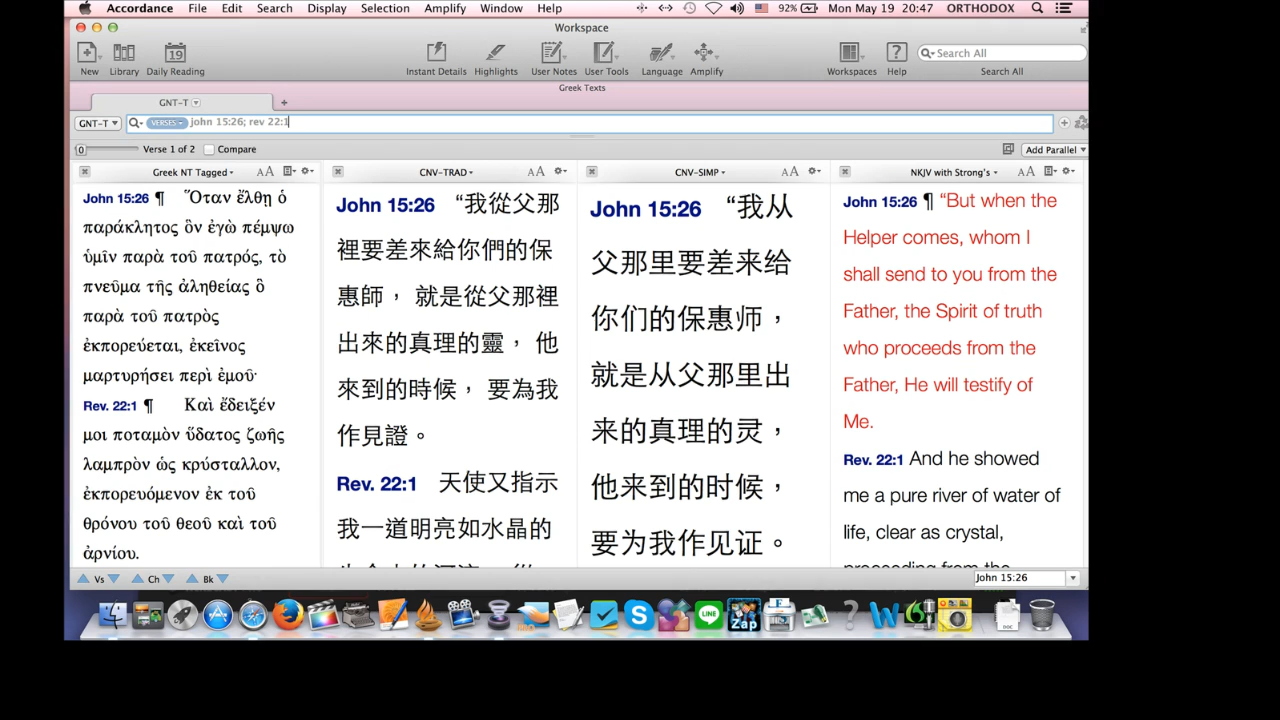 Accordance File Edit Search Display Selection Amplify Window Help 92% Mon May 19 20:47 ORTHODOX
Workspace
19
New Library Daily Reading Instant Details Highlights User Notes User Tools Language Amplify Workspaces Help Search All
Search All
Greek Texts
GNT-T
GNT-T VERSES john 15:26; rev 22:1
0 Verse 1 of 2 Compare Add Parallel
Greek NT Tagged
John 15:26 ¶ Ὅταν ἔλθῃ ὁ
παράκλητος ὃν ἐγὼ πέμψω
ὑμῖν παρὰ τοῦ πατρός, τὸ
πνεῦμα τῆς ἀληθείας ὃ
παρὰ τοῦ πατρὸς
ἐκπορεύεται, ἐκεῖνος
μαρτυρήσει περὶ ἐμοῦ·
Rev. 22:1 ¶ Καὶ ἔδειξέν
μοι ποταμὸν ὕδατος ζωῆς
λαμπρὸν ὡς κρύσταλλον,
ἐκπορευόμενον ἐκ τοῦ
θρόνου τοῦ θεοῦ καὶ τοῦ
ἀρνίου.
CNV-TRAD
John 15:26 “我從父那
裡要差來給你們的保
惠師， 就是從父那裡
出來的真理的靈， 他
來到的時候， 要為我
作見證。
Rev. 22:1 天使又指示
我一道明亮如水晶的
CNV-SIMP
John 15:26 “我从
父那里要差来给
你们的保惠师，
就是从父那里出
来的真理的灵，
他来到的时候，
要为我作见证。
NKJV with Strong's
John 15:26 ¶ “But when the
Helper comes, whom I
shall send to you from the
Father, the Spirit of truth
who proceeds from the
Father, He will testify of
Me.
Rev. 22:1 And he showed
me a pure river of water of
life, clear as crystal,
proceeding from the
Vs Ch Bk John 15:26
LINE
Zap